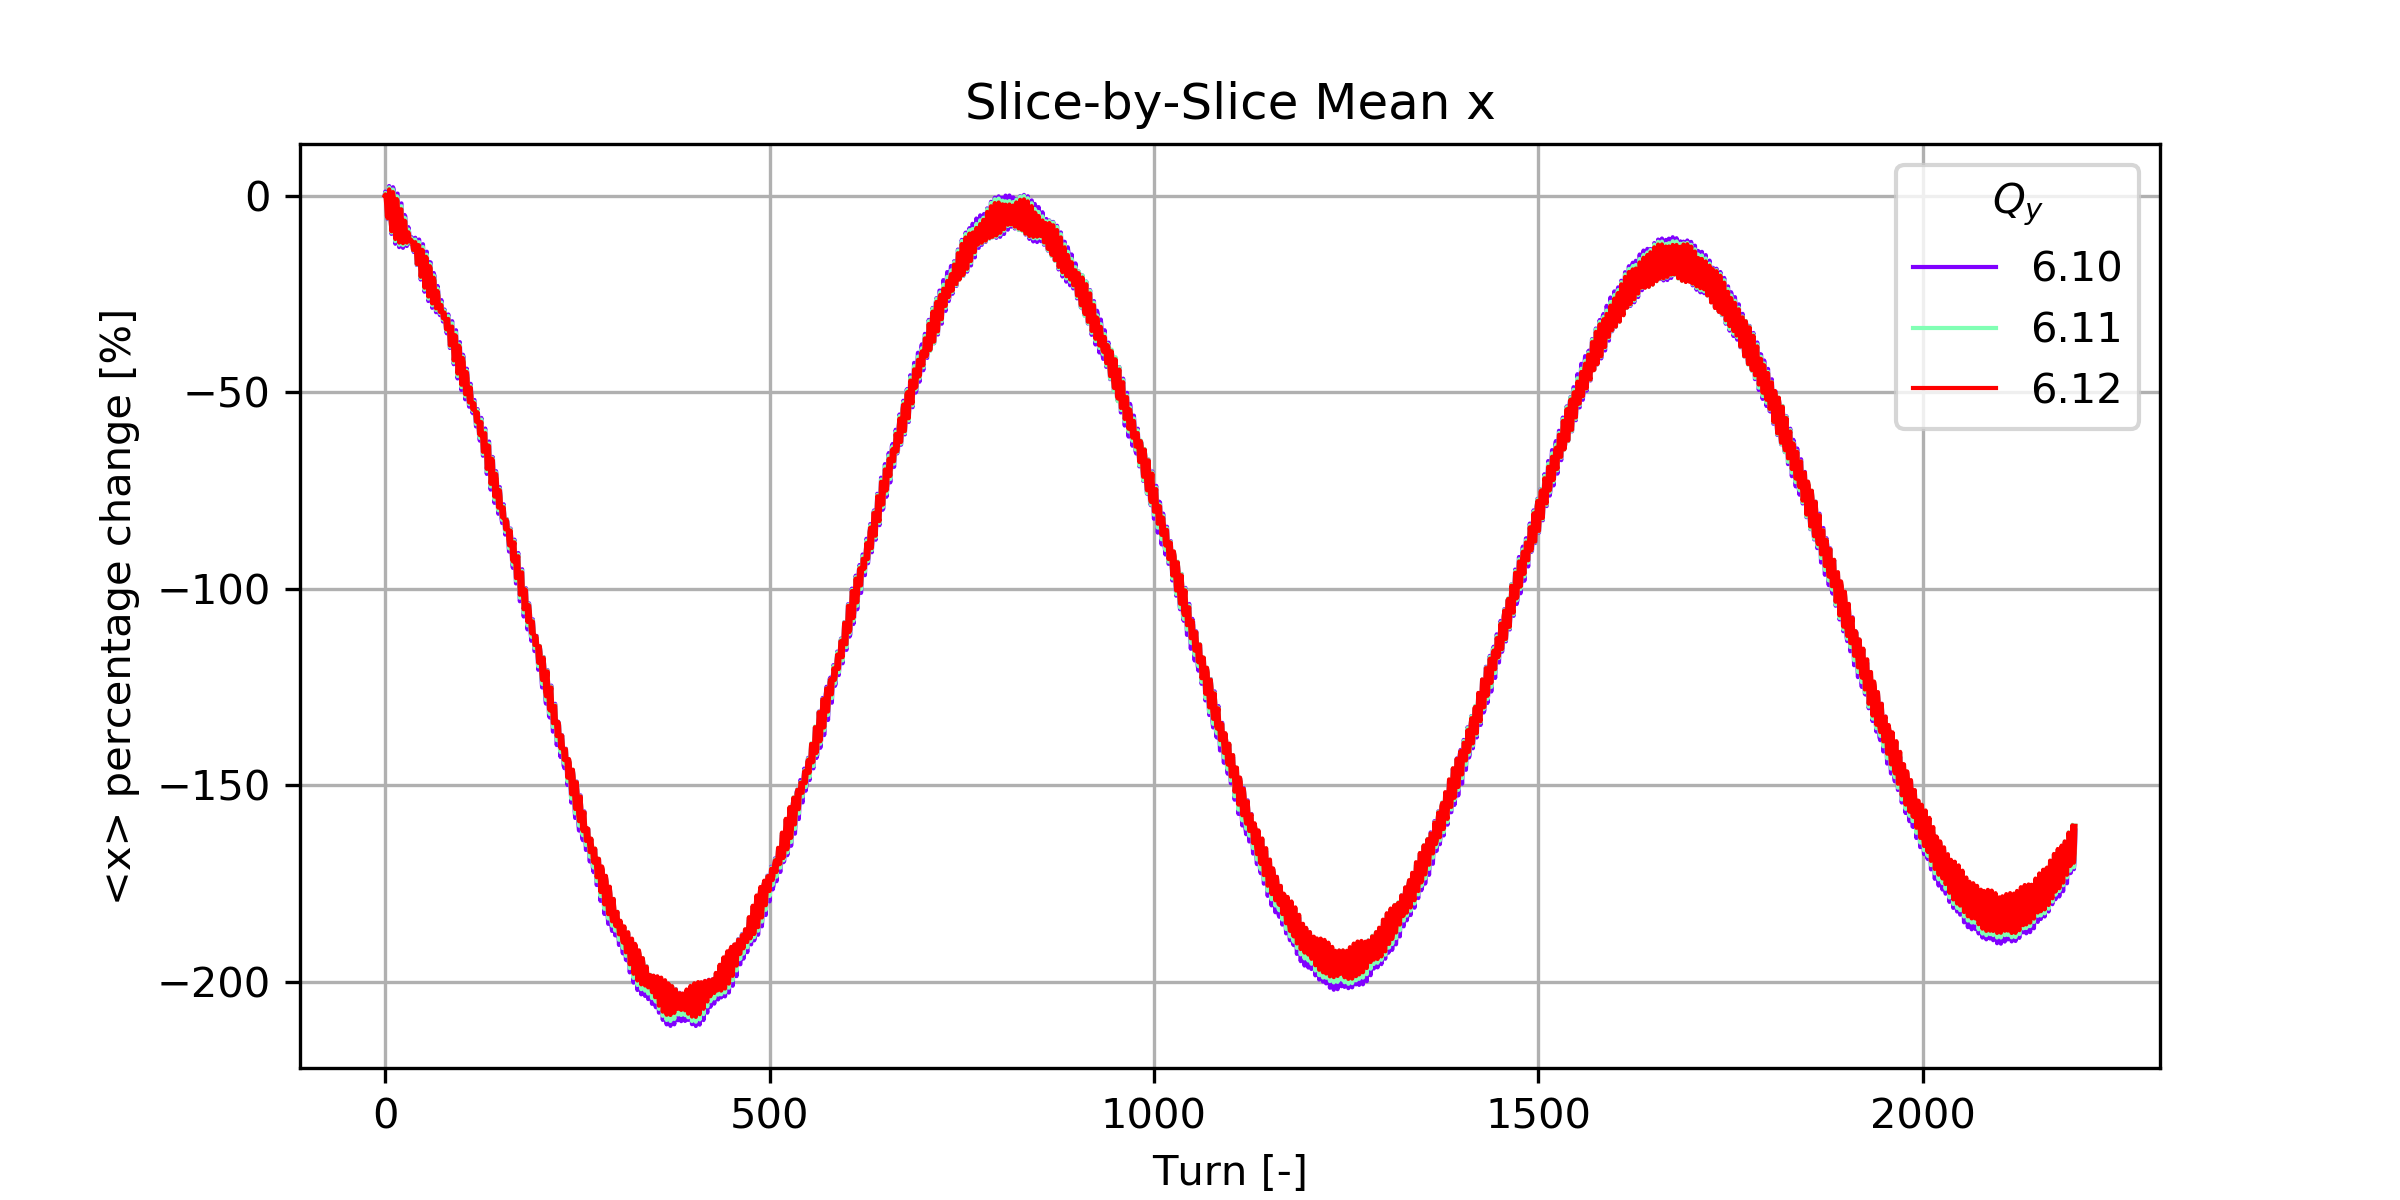 Slice-by-Slice Mean x
<x> percentage change [%]
0
−50
−100
−150
−200
Q_y
6.10
6.11
6.12
0 500 1000 1500 2000
Turn [-]